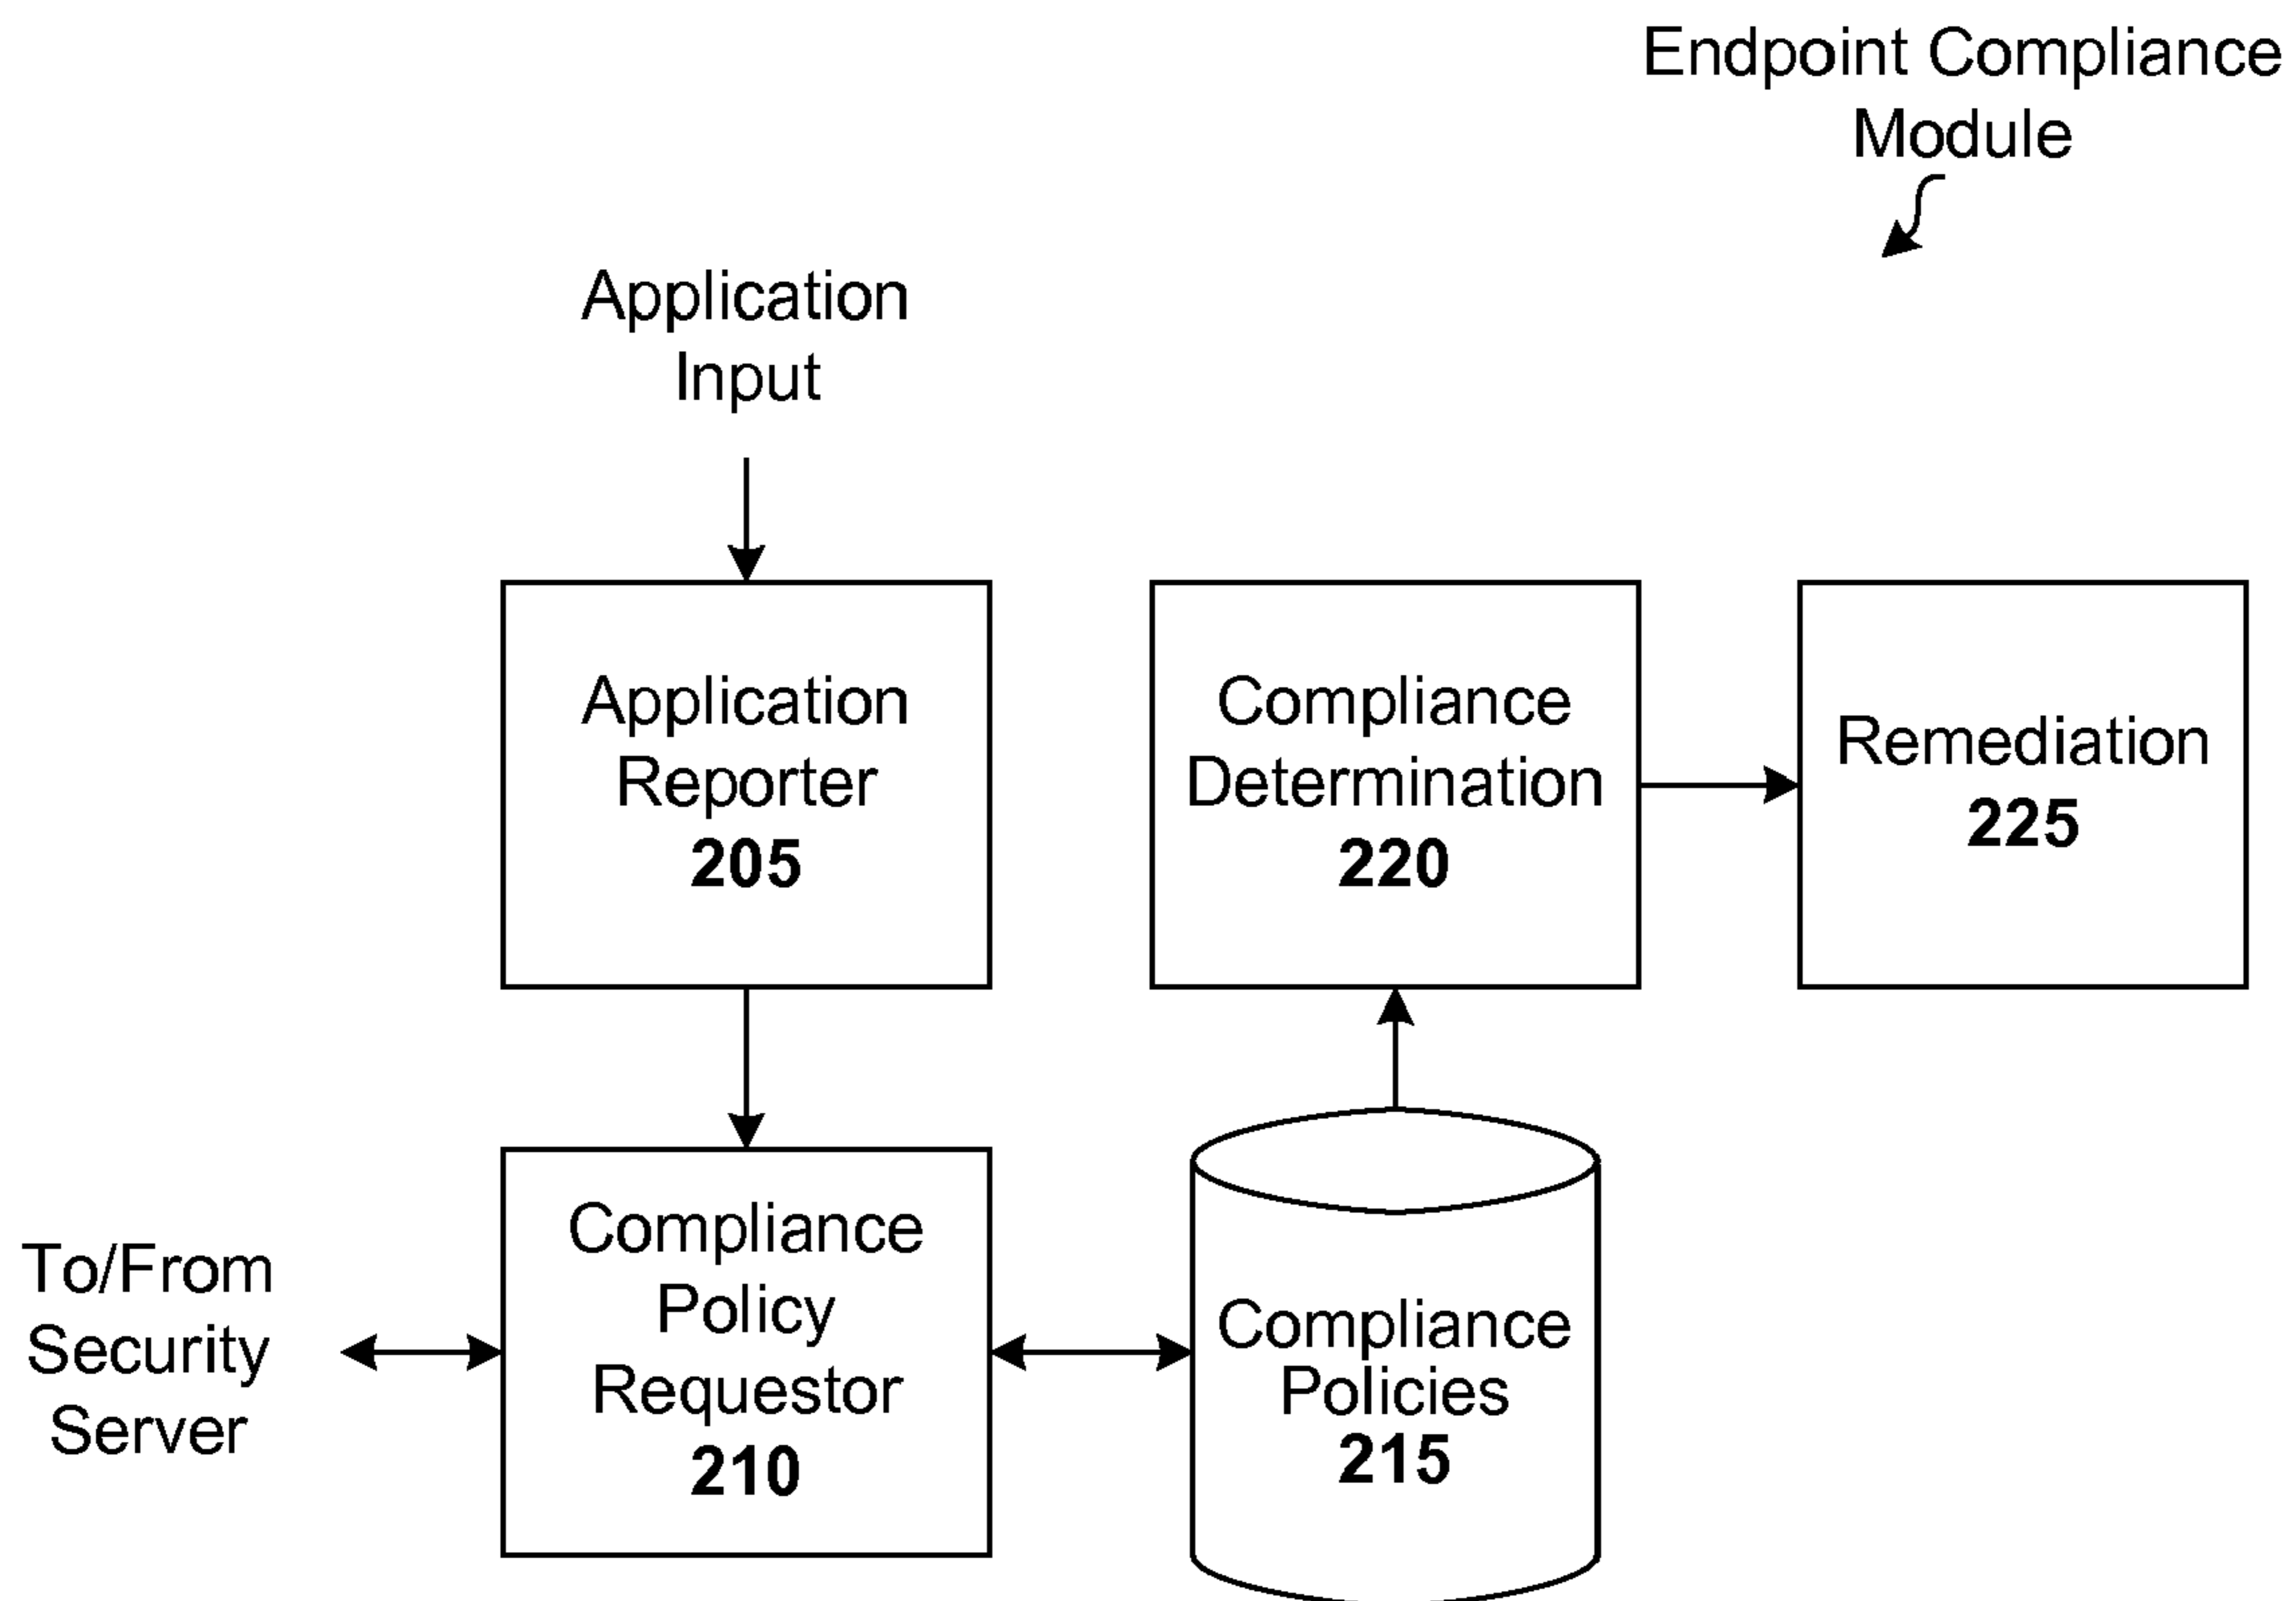 Endpoint Compliance
Module
Application
Input
Application
Reporter
205
Compliance
Determination
220
Remediation
225
To/From
Security
Server
Compliance
Policy
Requestor
210
Compliance
Policies
215